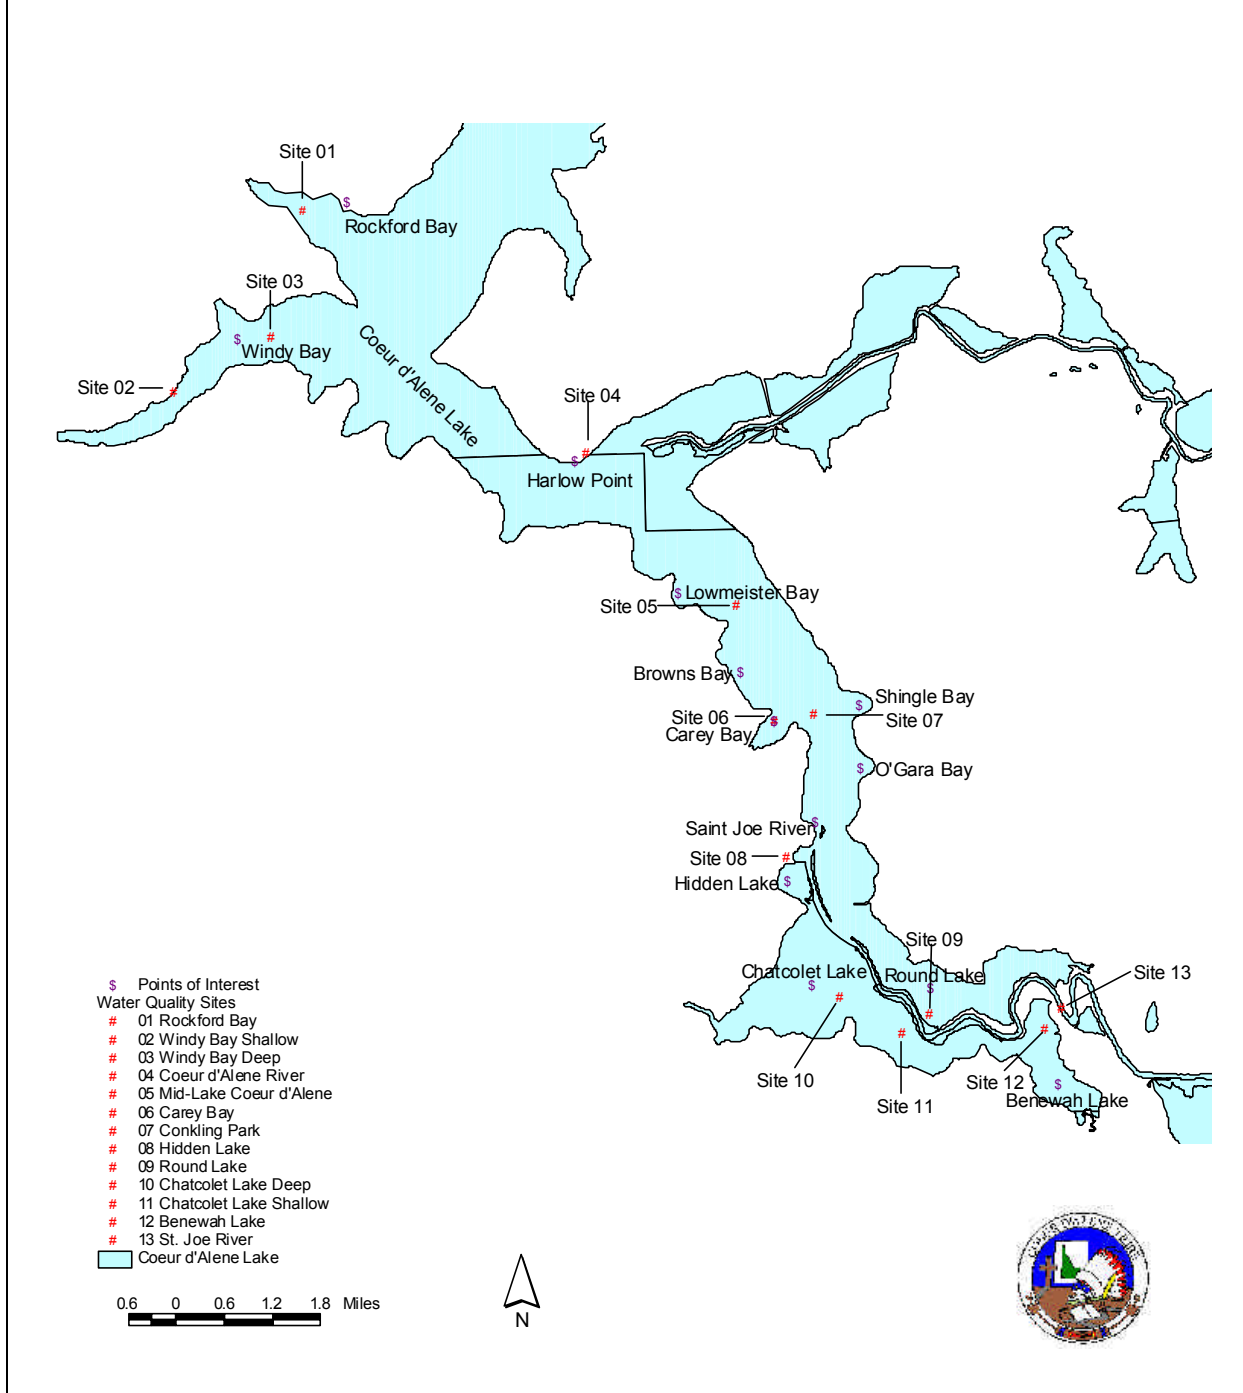 Site 01
$
#
Rockford Bay
Site 03
$
#
Windy Bay
Site 02
#
Coeur d'Alene Lake
Site 04
#
$
Harlow Point
$ Lowmeister Bay
Site 05
#
Browns Bay $
Shingle Bay
$
Site 06
$
#
Site 07
Carey Bay
$ O'Gara Bay
Saint Joe River $
Site 08
#
Hidden Lake $
Site 09
Chatcolet Lake
$
Round Lake
$
Site 13
#
#
#
#
#
Site 10
Site 11
Site 12
$
Benewah Lake
$ Points of Interest
Water Quality Sites
# 01 Rockford Bay
# 02 Windy Bay Shallow
# 03 Windy Bay Deep
# 04 Coeur d'Alene River
# 05 Mid-Lake Coeur d'Alene
# 06 Carey Bay
# 07 Conkling Park
# 08 Hidden Lake
# 09 Round Lake
# 10 Chatcolet Lake Deep
# 11 Chatcolet Lake Shallow
# 12 Benewah Lake
# 13 St. Joe River
Coeur d'Alene Lake
0.6 0 0.6 1.2 1.8 Miles
N